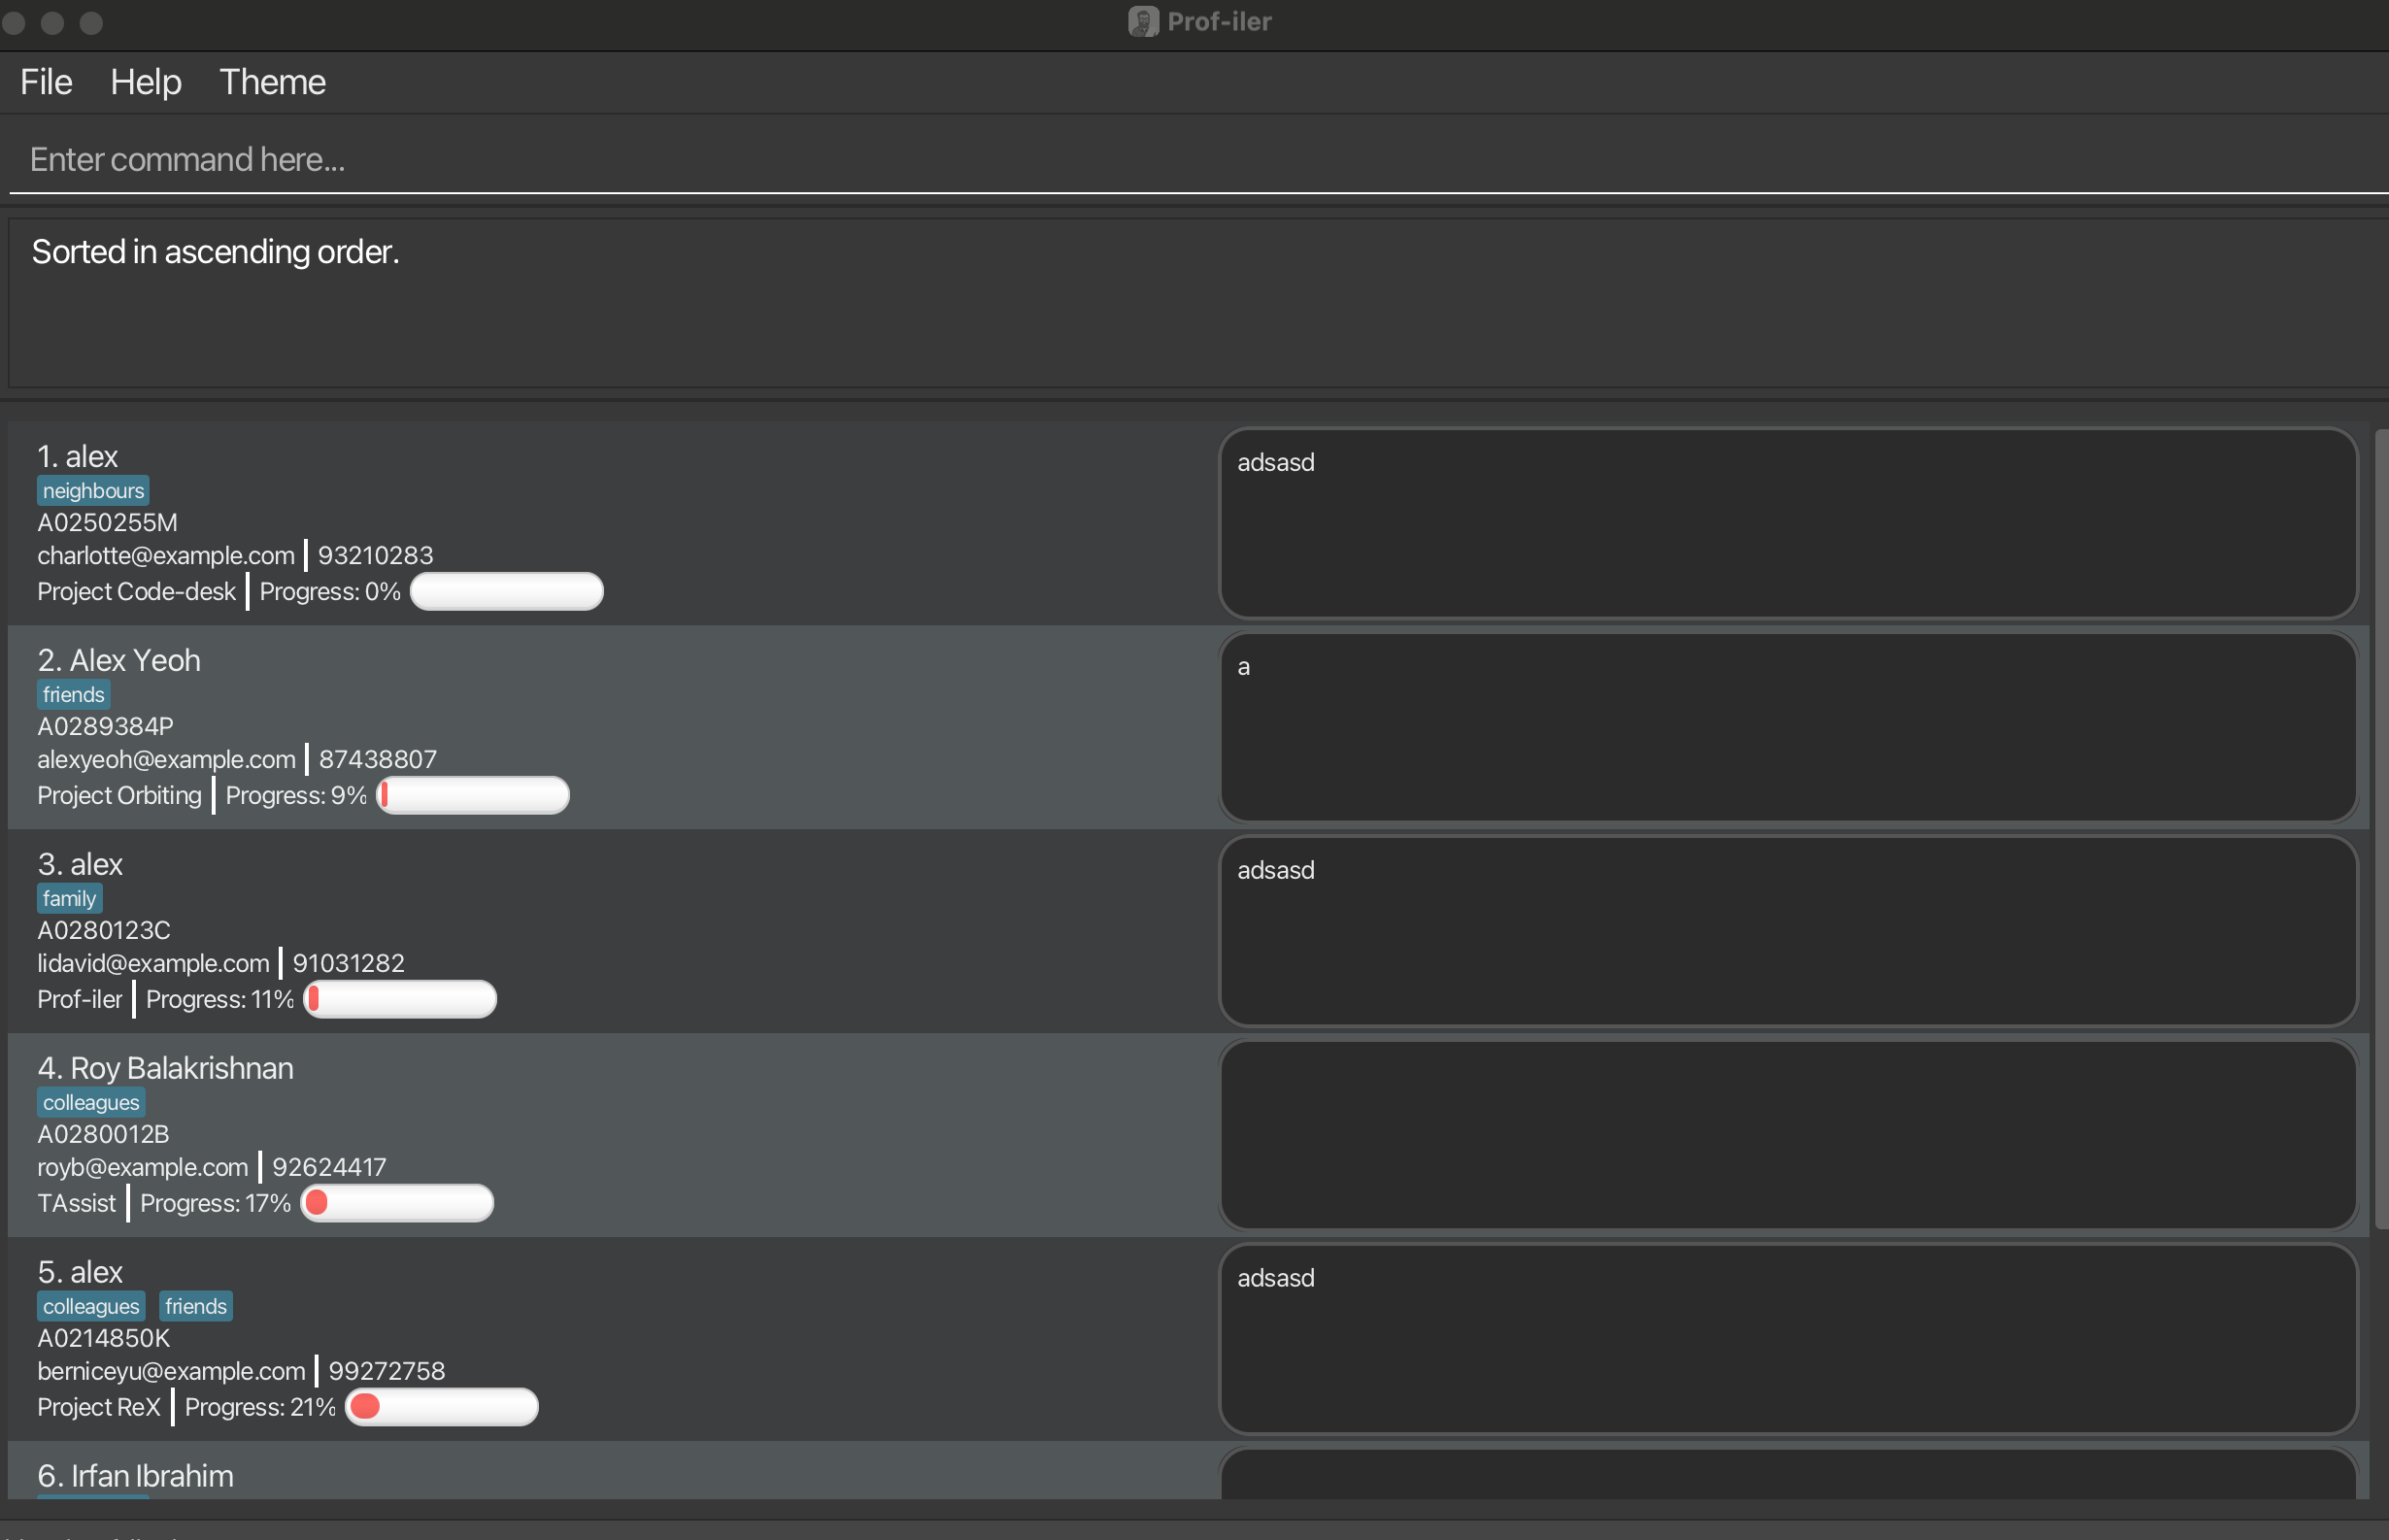 Prof-iler
File Help Theme
Enter command here...
Sorted in ascending order.
1. alex
neighbours
A0250255M
charlotte@example.com | 93210283
Project Code-desk | Progress: 0%
adsasd
2. Alex Yeoh
friends
A0289384P
alexyeoh@example.com | 87438807
Project Orbiting | Progress: 9%
a
3. alex
family
A0280123C
lidavid@example.com | 91031282
Prof-iler | Progress: 11%
adsasd
4. Roy Balakrishnan
colleagues
A0280012B
royb@example.com | 92624417
TAssist | Progress: 17%
5. alex
colleagues friends
A0214850K
berniceyu@example.com | 99272758
Project ReX | Progress: 21%
adsasd
6. Irfan Ibrahim